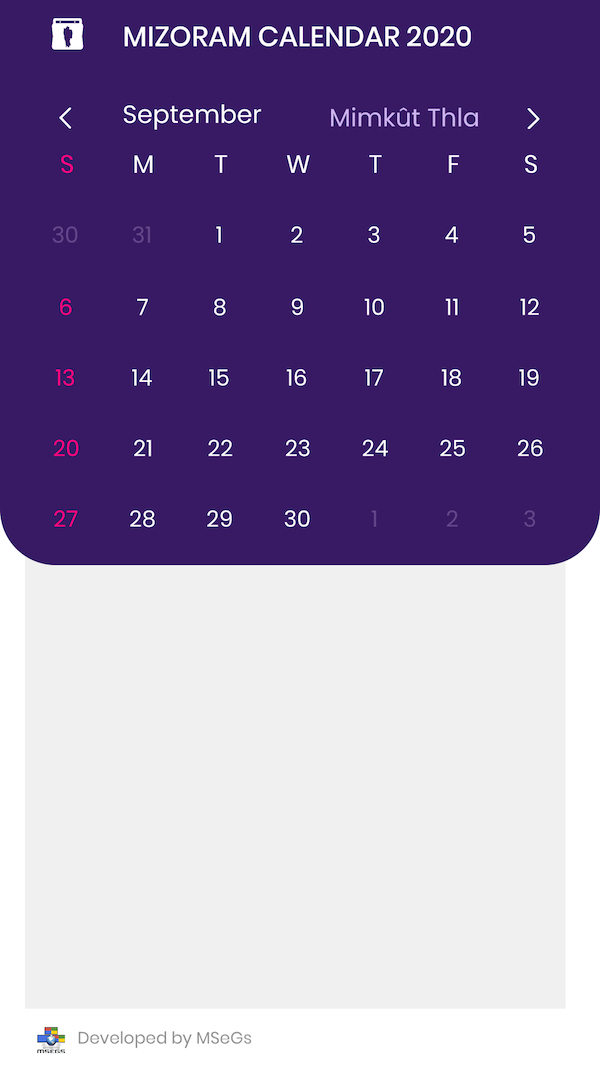 MIZORAM CALENDAR 2020
September Mimkût Thla
S M T W T F S
30 31 1 2 3 4 5
6 7 8 9 10 11 12
13 14 15 16 17 18 19
20 21 22 23 24 25 26
27 28 29 30 1 2 3
MSeGS
Developed by MSeGs